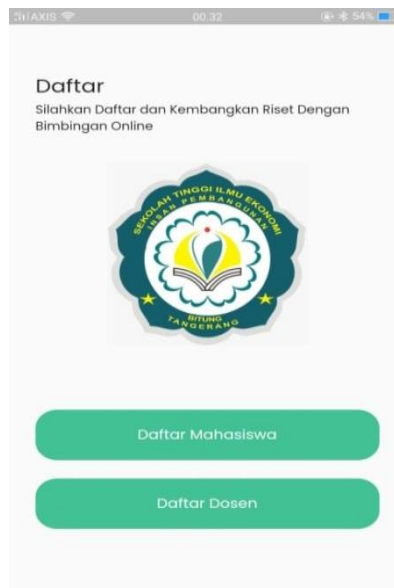 AXIS 00.32 54%
Daftar
Silahkan Daftar dan Kembangkan Riset Dengan
Bimbingan Online
SEKOLAH TINGGI ILMU EKONOMI
INSAN PEMBANGUNAN
BITUNG
TANGERANG
Daftar Mahasiswa
Daftar Dosen